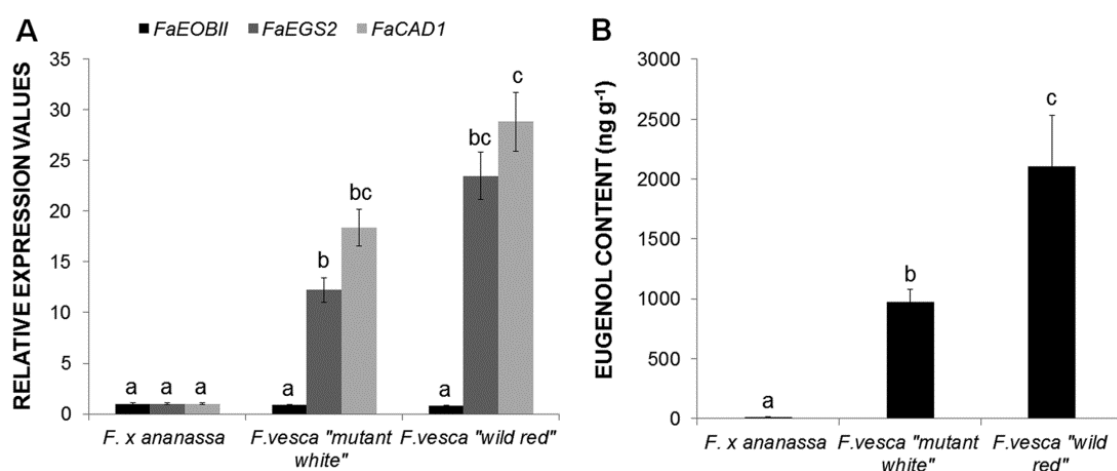 A
FaEOBII FaEGS2 FaCAD1
RELATIVE EXPRESSION VALUES
35
30
25
20
15
10
5
0
a a a
a b bc
a bc c
F. x ananassa
F.vesca "mutant
white"
F.vesca "wild red"
B
EUGENOL CONTENT (ng g⁻¹)
3000
2500
2000
1500
1000
500
0
a
b
c
F. x ananassa
F.vesca "mutant
white"
F.vesca "wild
red"